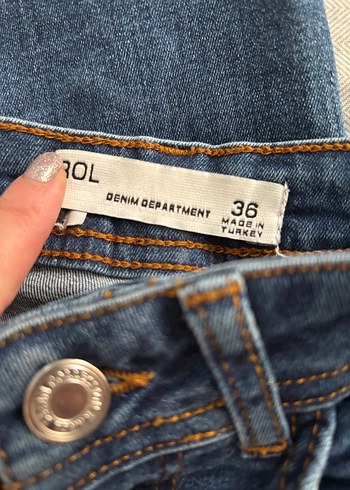 ROL
DENIM DEPARTMENT
36
MADE IN
TURKEY